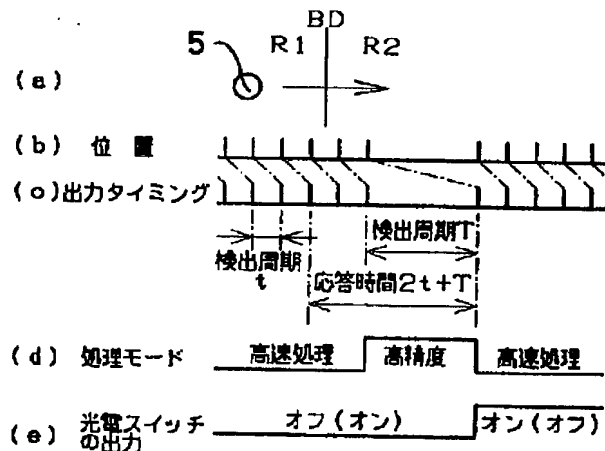 BD
5 R1 R2
(a)
(b) 位置
(c)出力タイミング
検出周期T
検出周期
t
応答時間2t+T
(d) 処理モード 高速処理 高精度 高速処理
(e) 光電スイッチ
の出力 オフ(オン) オン(オフ)